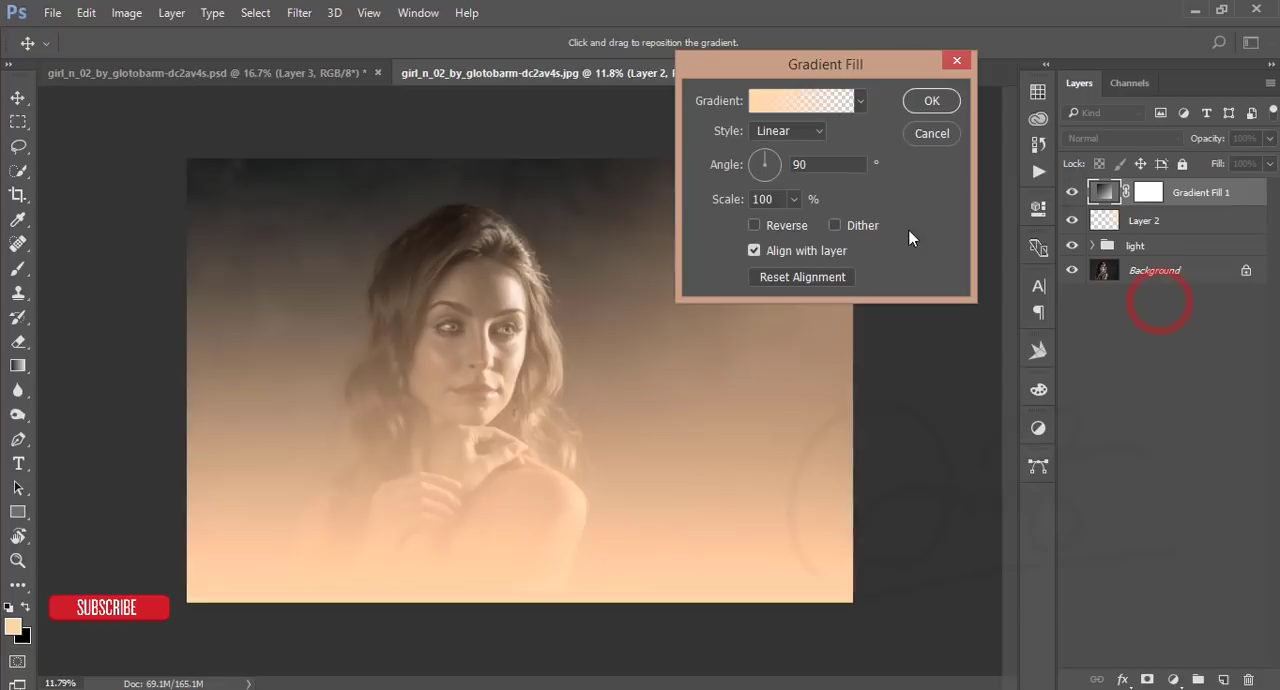 Ps File Edit Image Layer Type Select Filter 3D View Window Help
Click and drag to reposition the gradient.
girl_n_02_by_glotobarm-dc2av4s.psd @ 16.7% (Layer 3, RGB/8*) *
girl_n_02_by_glotobarm-dc2av4s.jpg @ 11.8% (Layer 2,
Gradient Fill
Gradient:
OK
Style: Linear
Cancel
Angle: 90 °
Scale: 100 %
Reverse Dither
Align with layer
Reset Alignment
Layers Channels
Kind
Normal Opacity: 100%
Lock: Fill: 100%
Gradient Fill 1
Layer 2
light
Background
SUBSCRIBE
11.79% Doc: 69.1M/165.1M